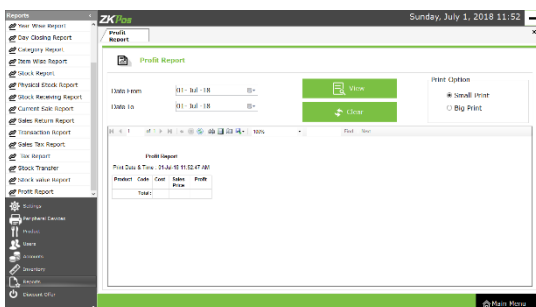 Reports
Year Wise Report
Day Closing Report
Category Report
Item Wise Report
Stock Report
Physical Stock Report
Stock Receiving Report
Current Sale Report
Sales Return Report
Transaction Report
Sales Tax Report
Tax Report
Stock Transfer
Stock Value Report
Profit Report
Settings
Peripheral Devices
Product
Users
Accounts
Inventory
Reports
Discount Offer
ZKPos
Sunday, July 1, 2018 11:52
Profit
Report
Profit Report
Date From
01- Jul -18
Date To
01- Jul -18
View
Clear
Print Option
Small Print
Big Print
1
of 1
100%
Find
Next
Profit Report
Print Date & Time : 01-Jul-18 11:52:47 AM
Product Code Cost Sales Price Profit
Total :
Main Menu